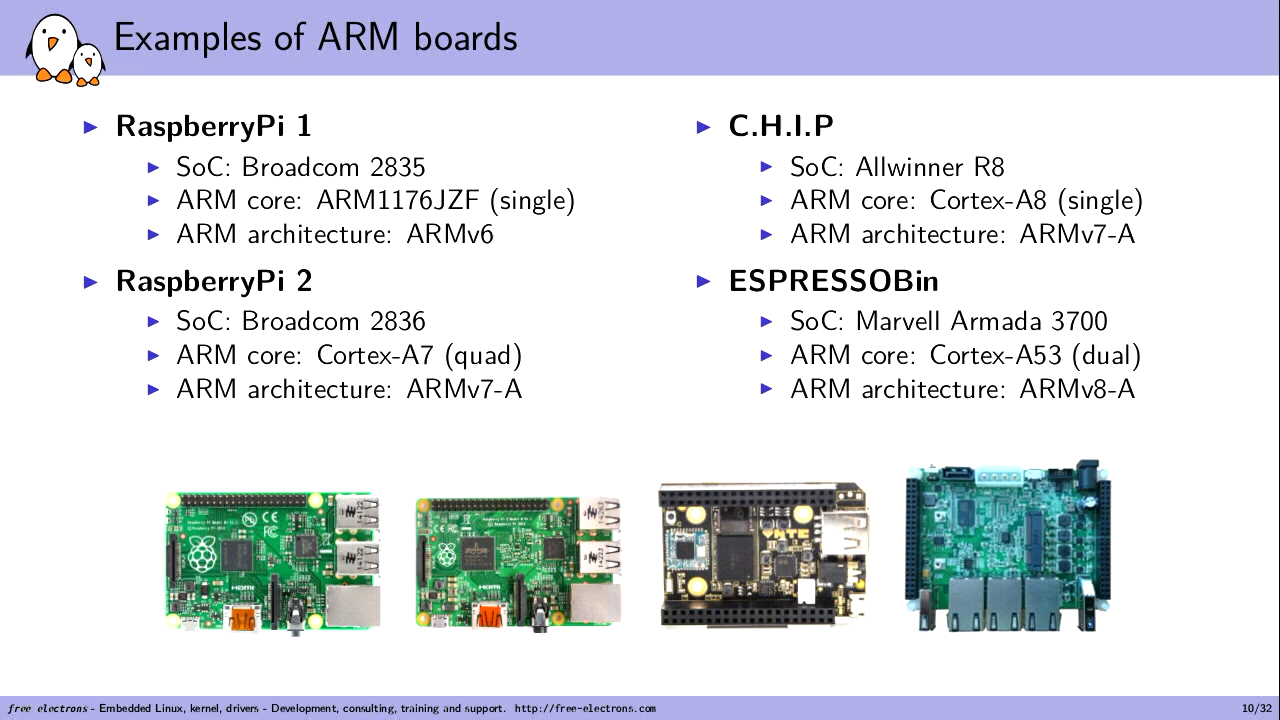 Examples of ARM boards
RaspberryPi 1
SoC: Broadcom 2835
ARM core: ARM1176JZF (single)
ARM architecture: ARMv6
RaspberryPi 2
SoC: Broadcom 2836
ARM core: Cortex-A7 (quad)
ARM architecture: ARMv7-A
C.H.I.P
SoC: Allwinner R8
ARM core: Cortex-A8 (single)
ARM architecture: ARMv7-A
ESPRESSOBin
SoC: Marvell Armada 3700
ARM core: Cortex-A53 (dual)
ARM architecture: ARMv8-A
HDMI
HDMI
free electrons - Embedded Linux, kernel, drivers - Development, consulting, training and support. http://free-electrons.com
10/32